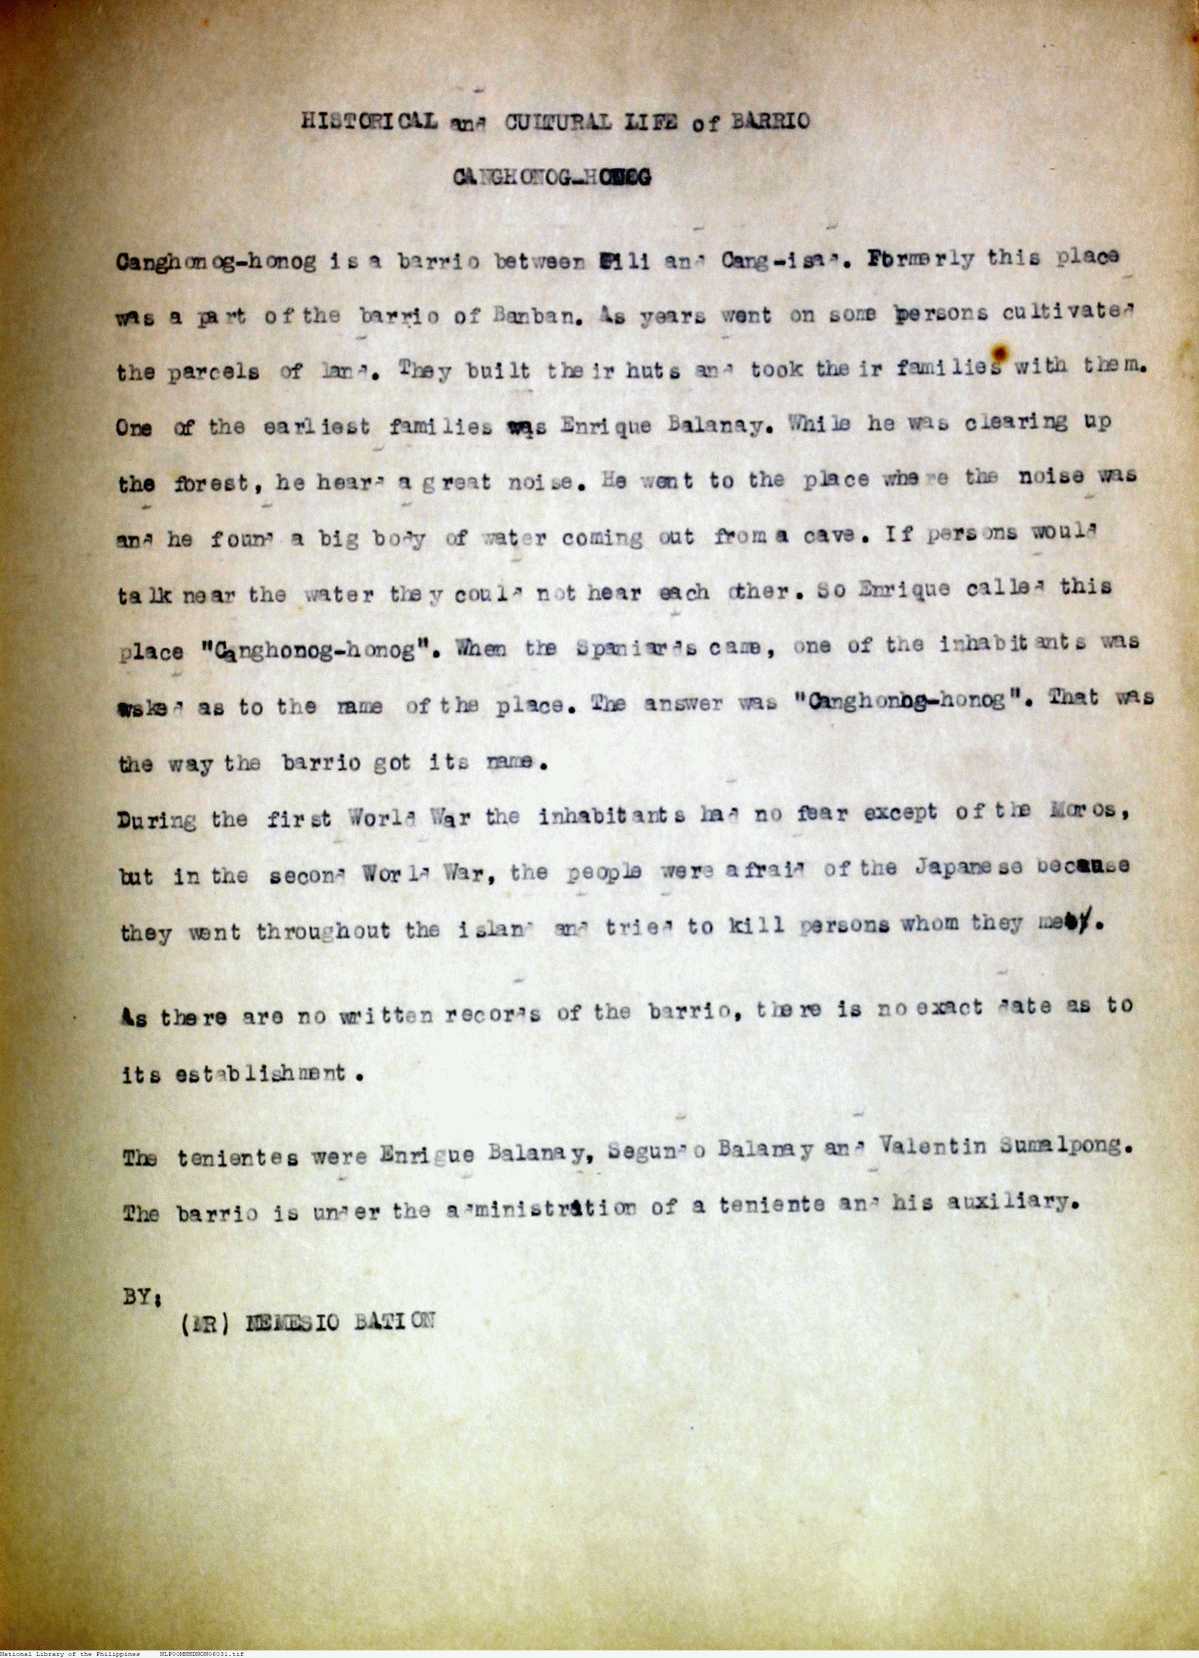 HISTORICAL and CULTURAL LIFE of BARRIO
CANGHONOG-HONOG
Canghonog-honog is a barrio between Pili and Cang-isad. Formerly this place
was a part of the barrio of Banban. As years went on some persons cultivated
the parcels of land. They built their huts and took their families with them.
One of the earliest families was Enrique Balanay. While he was clearing up
the forest, he heard a great noise. He went to the place where the noise was
and he found a big body of water coming out from a cave. If persons would
talk near the water they could not hear each other. So Enrique called this
place "Canghonog-honog". When the Spaniards came, one of the inhabitants was
asked as to the name of the place. The answer was "Canghonog-honog". That was
the way the barrio got its name.
During the first World War the inhabitants had no fear except of the Moros,
but in the second World War, the people were afraid of the Japanese because
they went throughout the island and tried to kill persons whom they met.
As there are no written records of the barrio, there is no exact date as to
its establishment.
The tenientes were Enrigue Balanay, Segundo Balanay and Valentin Sumalpong.
The barrio is under the administration of a teniente and his auxiliary.
BY;
(MR) NEMESIO BATION
National Library of the Philippines